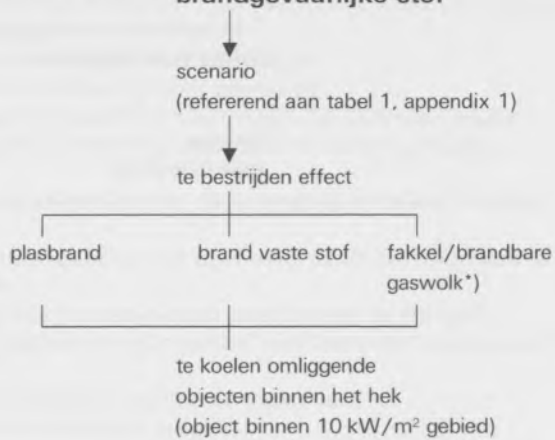 brandgevaarlijke stof
scenario
(refererend aan tabel 1, appendix 1)
te bestrijden effect
plasbrand
brand vaste stof
fakkel/brandbare
gaswolk*)
te koelen omliggende
objecten binnen het hek
(object binnen 10 kW/m² gebied)